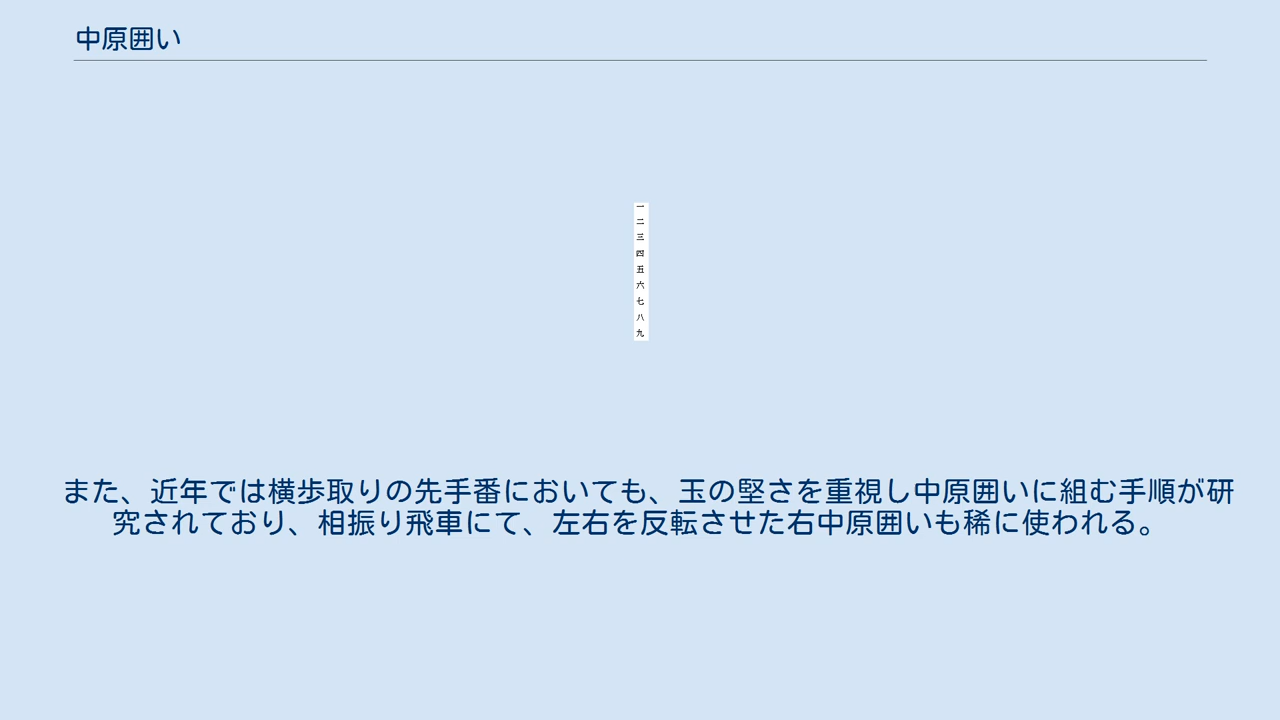 中原囲い
一
二
三
四
五
六
七
八
九
また、近年では横歩取りの先手番においても、玉の堅さを重視し中原囲いに組む手順が研
究されており、相振り飛車にて、左右を反転させた右中原囲いも稀に使われる。